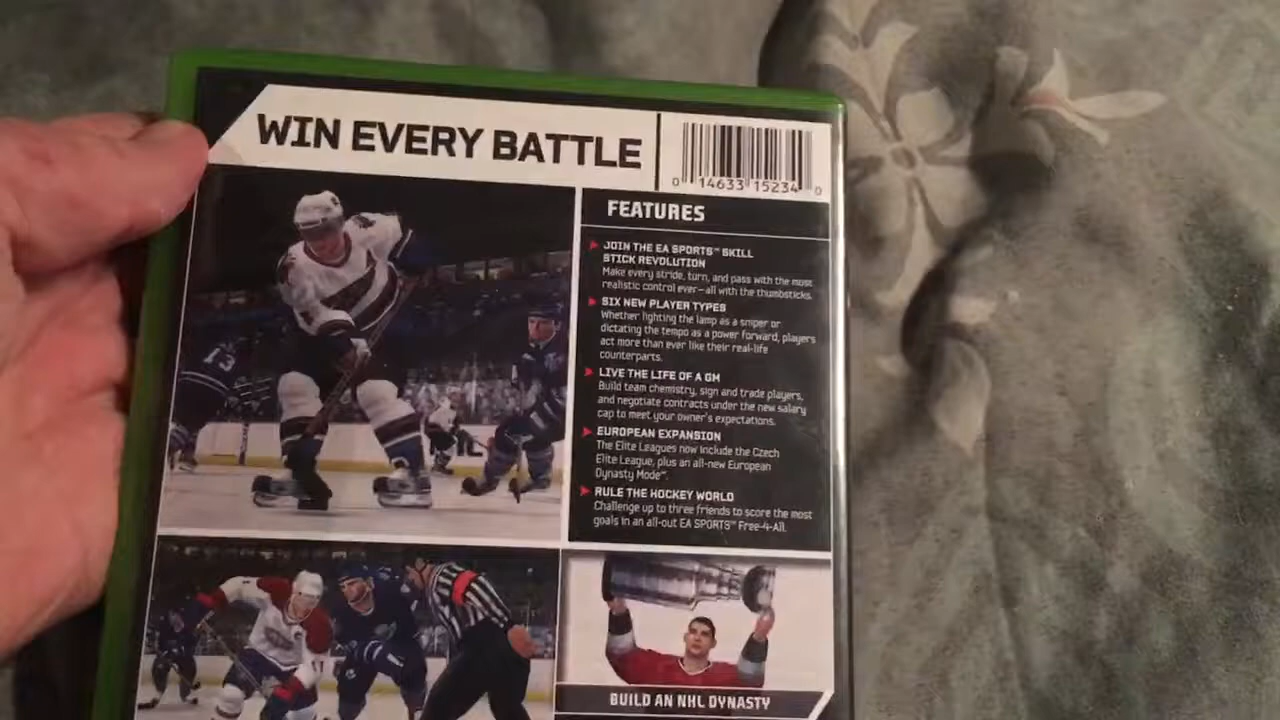 WIN EVERY BATTLE
0 14633 15234 0
FEATURES
JOIN THE EA SPORTS™ SKILL
STICK REVOLUTION
Make every stride, turn, and pass with the most
realistic control ever—all with the thumbsticks.
SIX NEW PLAYER TYPES
Whether lighting the lamp as a sniper or
dictating the tempo as a power forward, players
act more than ever like their real-life
counterparts.
LIVE THE LIFE OF A GM
Build team chemistry, sign and trade players,
and negotiate contracts under the new salary
cap to meet your owner's expectations.
EUROPEAN EXPANSION
The Elite Leagues now include the Czech
Elite League, plus an all-new European
Dynasty Mode™.
RULE THE HOCKEY WORLD
Challenge up to three friends to score the most
goals in an all-out EA SPORTS™ Free-4-All.
13
11
BUILD AN NHL DYNASTY